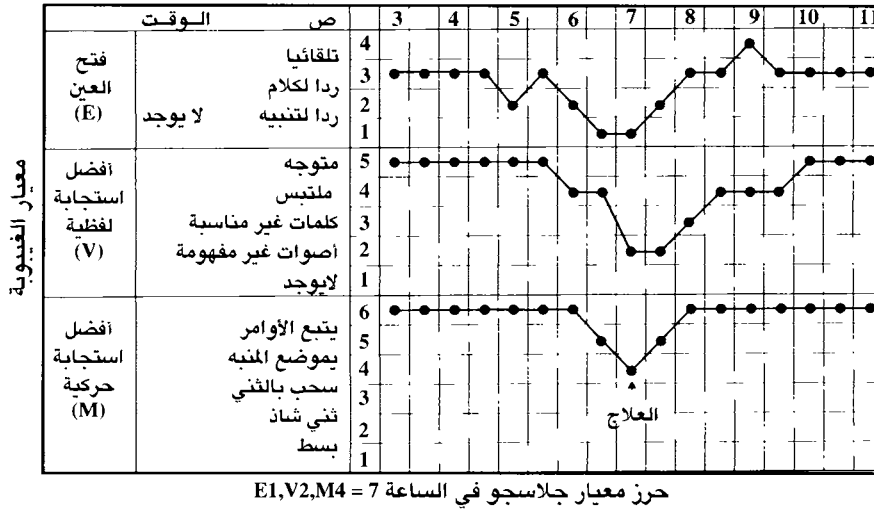 الـوقـت ص 3 4 5 6 7 8 9 10 11
معيار الغيبوبة
فتح العين (E)
4
تلقائيا 3
ردا لكلام 2
ردا لتنبيه 1
لا يوجد
أفضل استجابة لفظية (V)
متوجه 5
ملتبس 4
كلمات غير مناسبة 3
أصوات غير مفهومة 2
لايوجد 1
أفضل استجابة حركية (M)
6
يتبع الأوامر 5
يموضع المنبه 4
سحب بالثني 3
ثني شاذ 2
بسط 1
العلاج
حرز معيار جلاسجو في الساعة 7 = E1,V2,M4